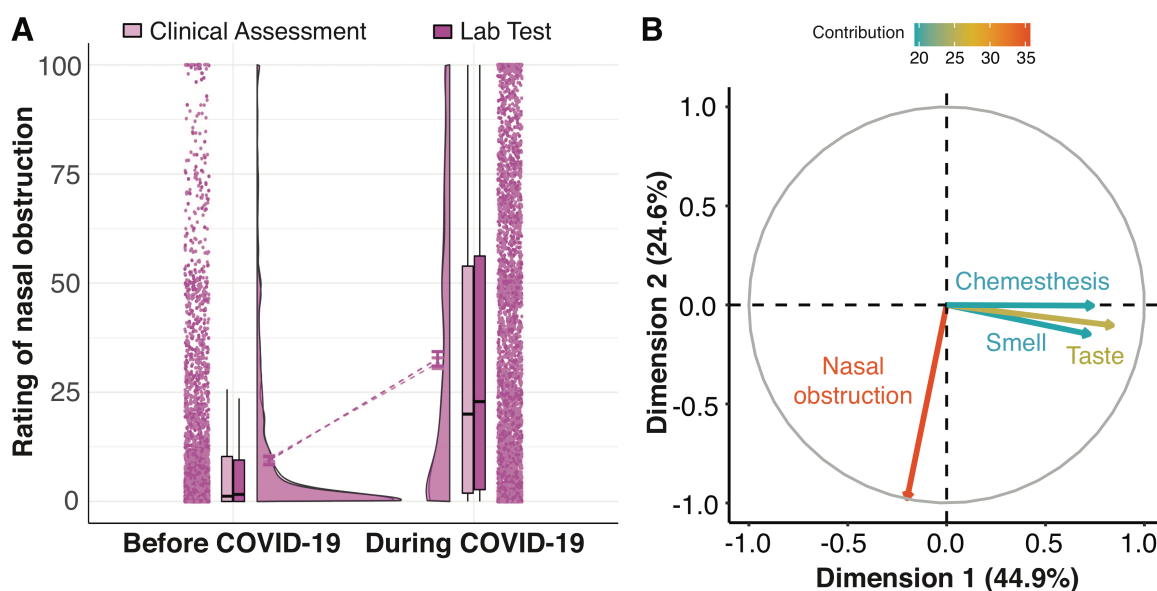 A
Clinical Assessment
Lab Test
Rating of nasal obstruction
100
75
50
25
0
Before COVID-19
During COVID-19
B
Contribution
20 25 30 35
Dimension 2 (24.6%)
1.0
0.5
0.0
-0.5
-1.0
Chemesthesis
Smell
Taste
Nasal
obstruction
-1.0 -0.5 0.0 0.5 1.0
Dimension 1 (44.9%)